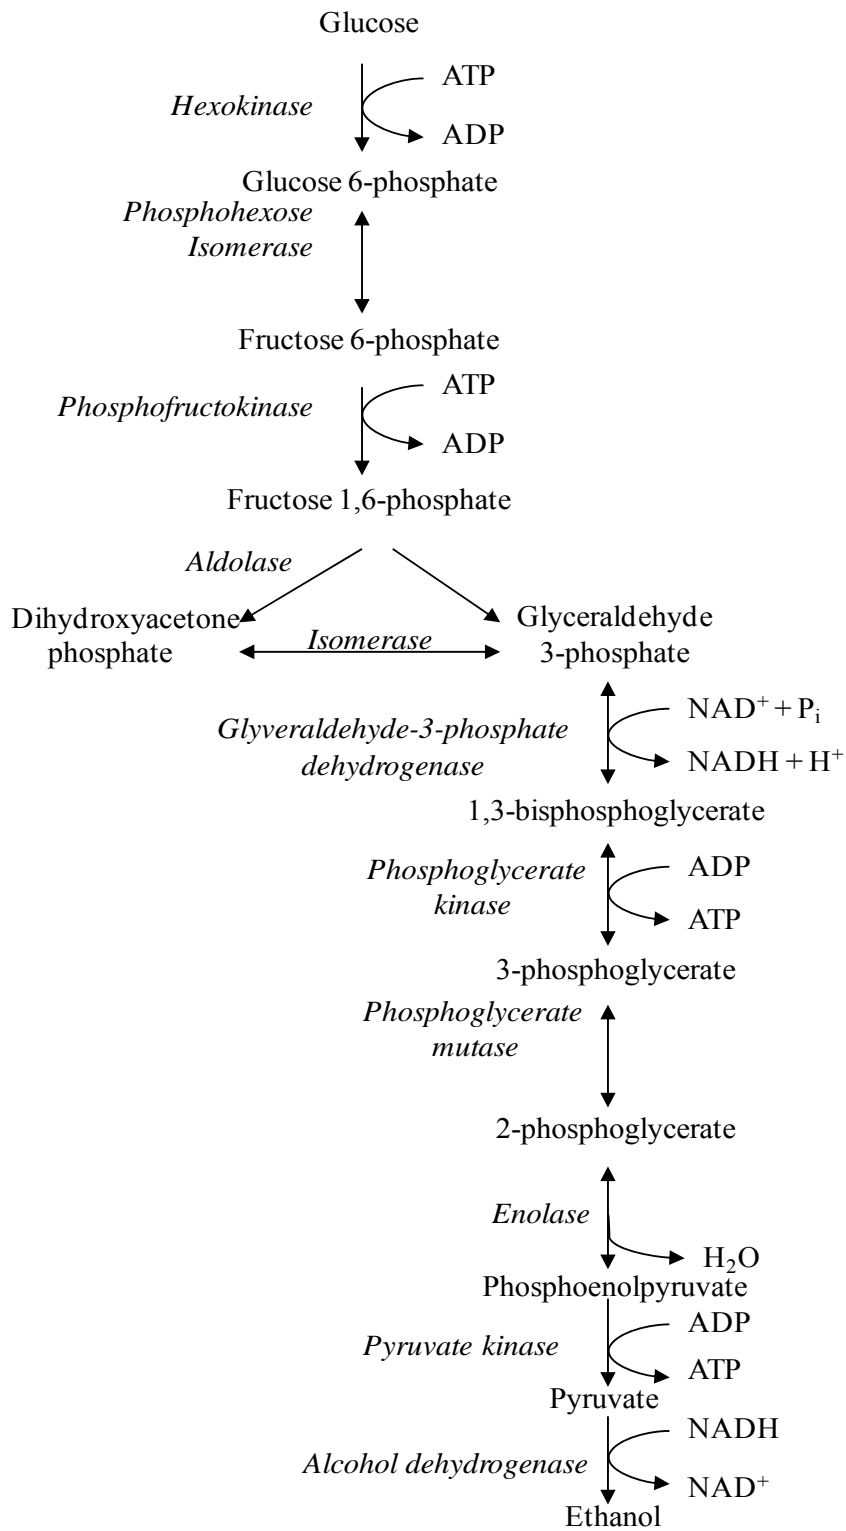 Glucose
ATP
Hexokinase
ADP
Glucose 6-phosphate
Phosphohexose
Isomerase
Fructose 6-phosphate
ATP
Phosphofructokinase
ADP
Fructose 1,6-phosphate
Aldolase
Dihydroxyacetone
phosphate
Isomerase
Glyceraldehyde
3-phosphate
NAD⁺ + Pᵢ
Glyveraldehyde-3-phosphate
dehydrogenase
NADH + H⁺
1,3-bisphosphoglycerate
ADP
Phosphoglycerate
kinase
ATP
3-phosphoglycerate
Phosphoglycerate
mutase
2-phosphoglycerate
Enolase
H₂O
Phosphoenolpyruvate
ADP
Pyruvate kinase
ATP
Pyruvate
NADH
Alcohol dehydrogenase
NAD⁺
Ethanol